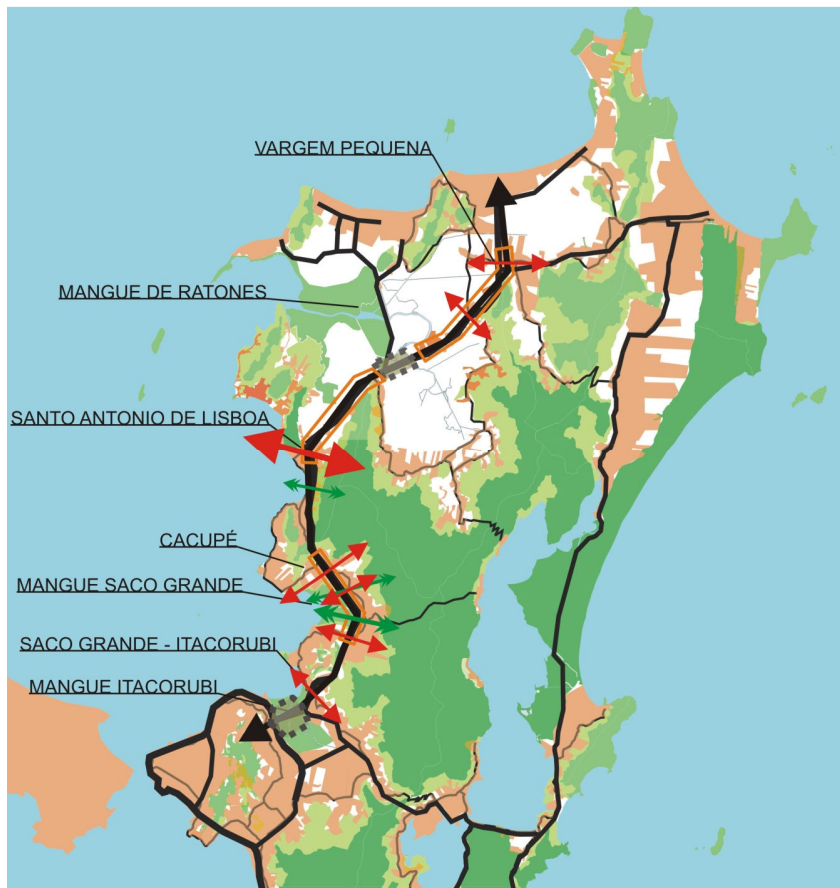 VARGEM PEQUENA
MANGUE DE RATONES
SANTO ANTONIO DE LISBOA
CACUPÉ
MANGUE SACO GRANDE
SACO GRANDE - ITACORUBI
MANGUE ITACORUBI